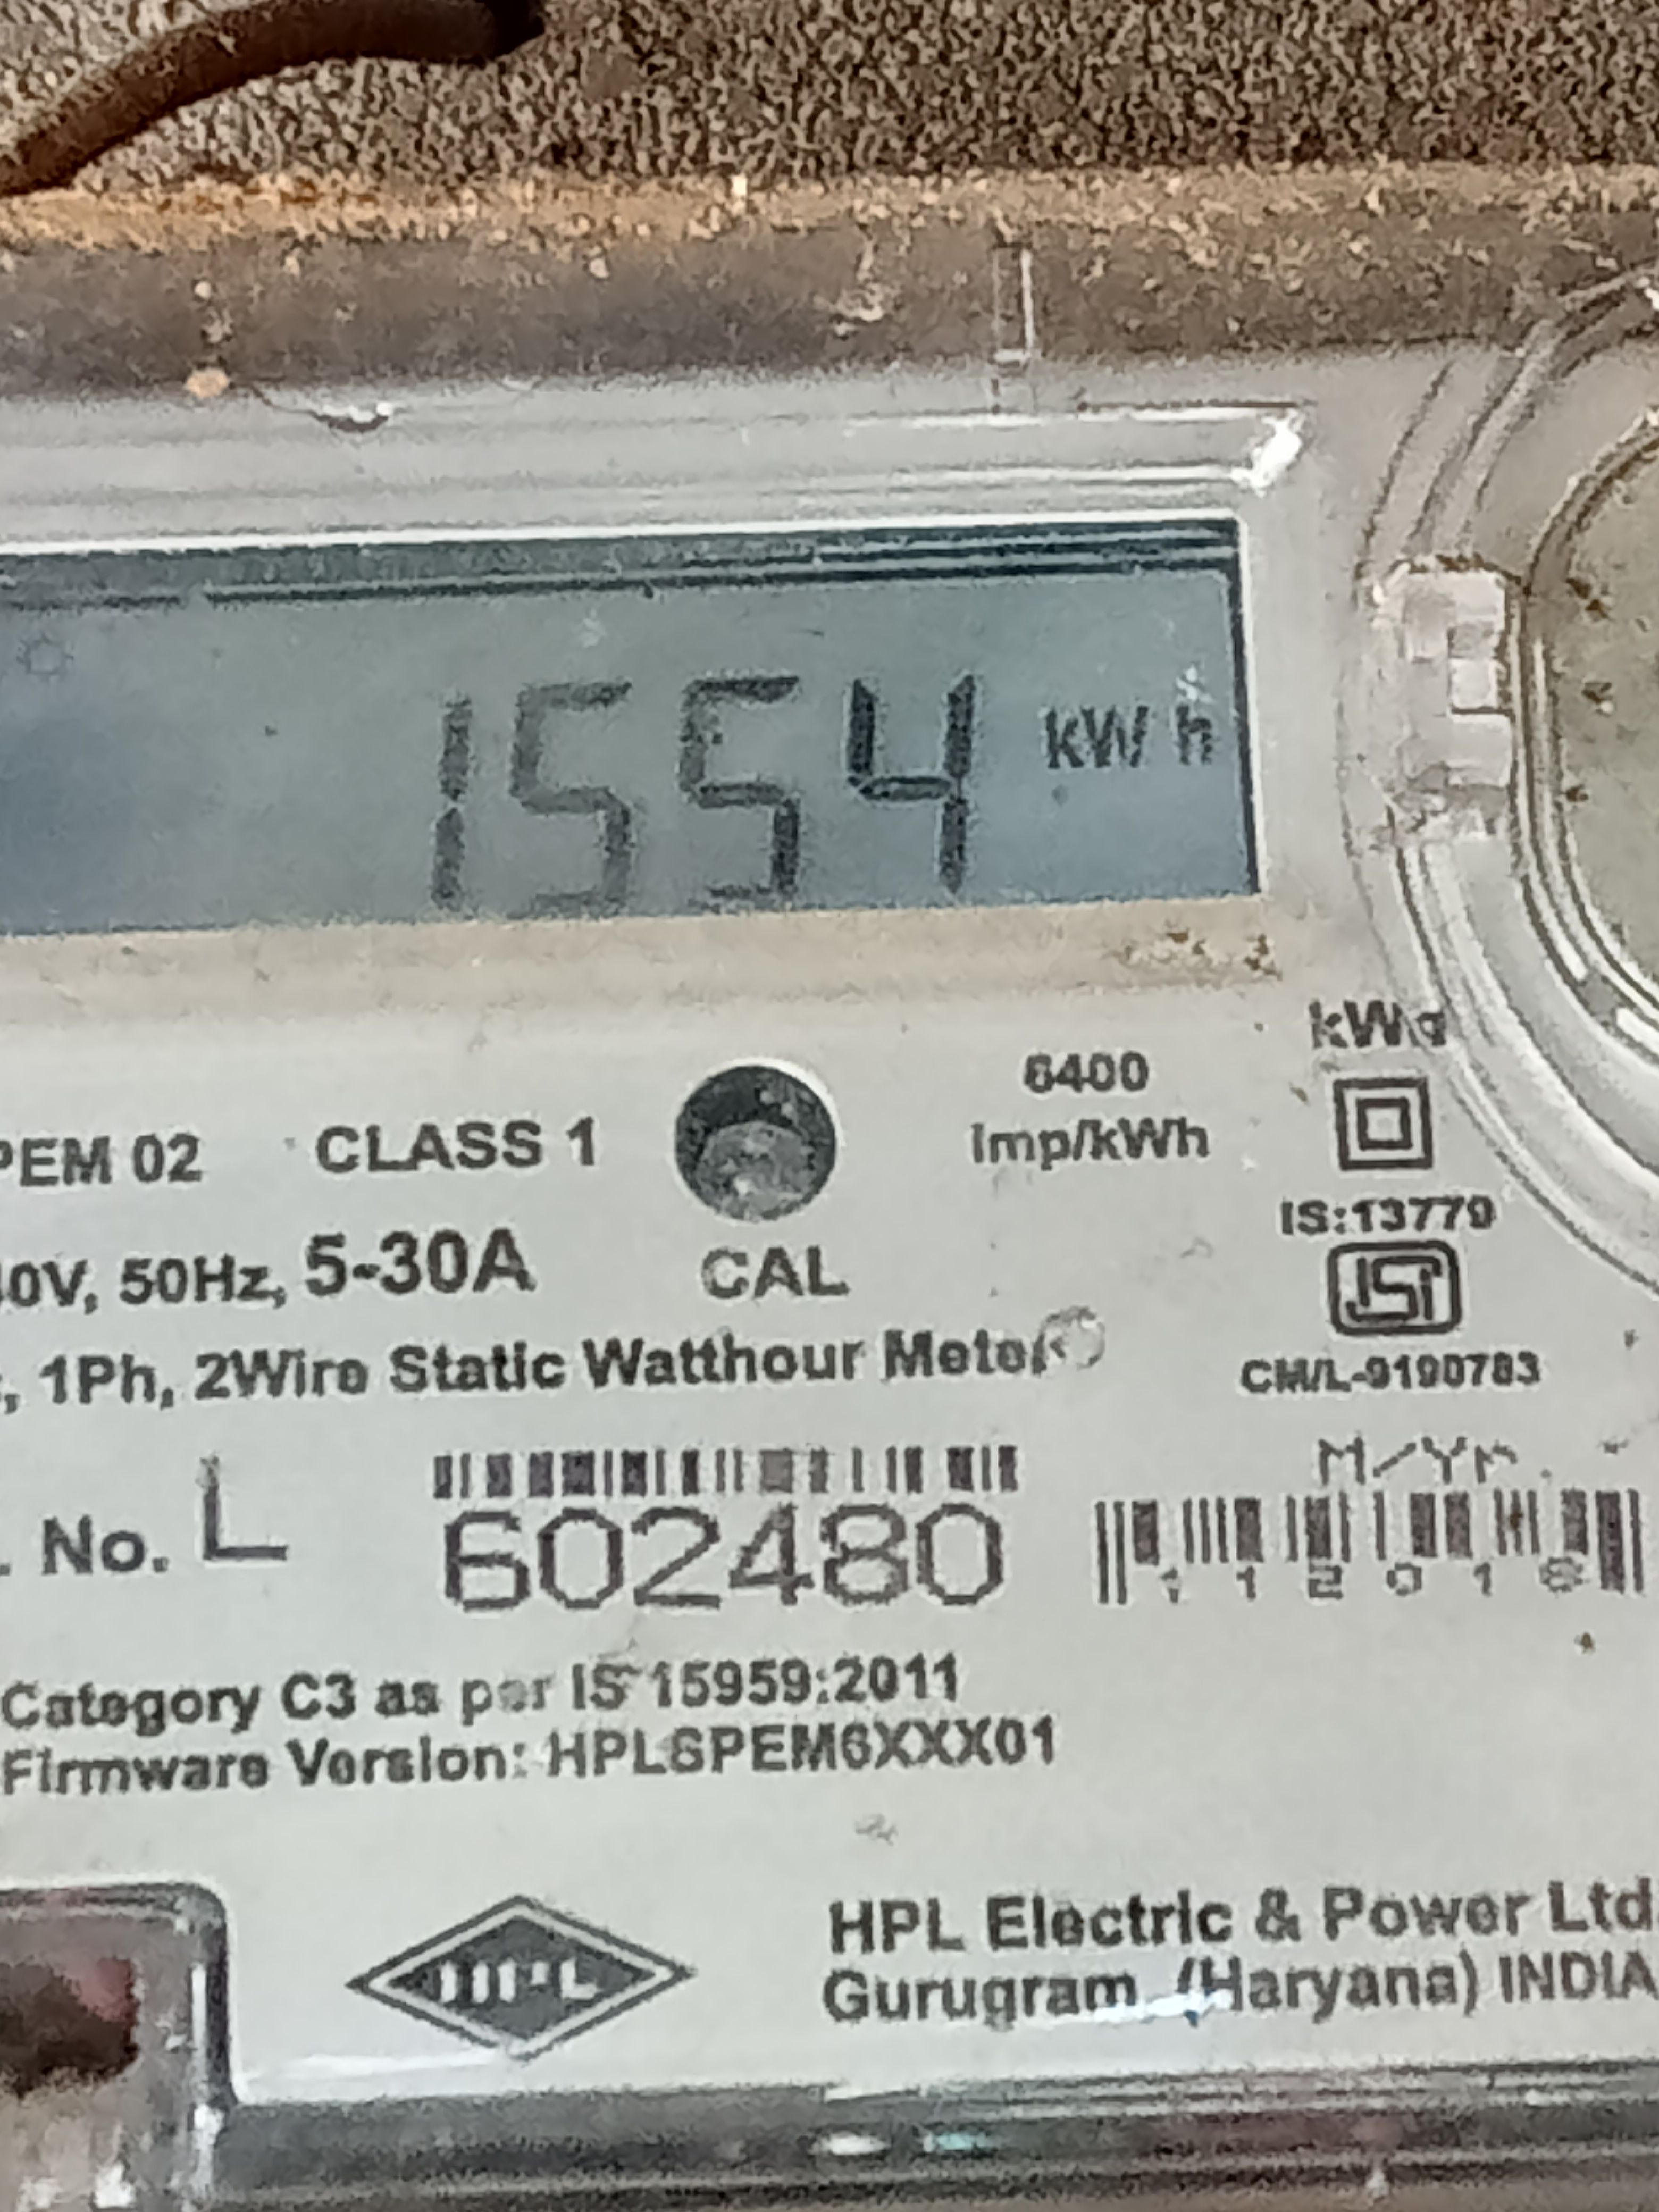 1554 kWh
6400
Imp/kWh
PEM 02 CLASS 1
IS:13779
0V, 50Hz, 5-30A CAL
ISI
, 1Ph, 2Wire Static Watthour Meter
CM/L-9190783
M/YR.
. No. L 602480
112016
Category C3 as per IS 15959:2011
Firmware Version: HPLSPEM6XXX01
HPL
HPL Electric & Power Ltd.
Gurugram (Haryana) INDIA